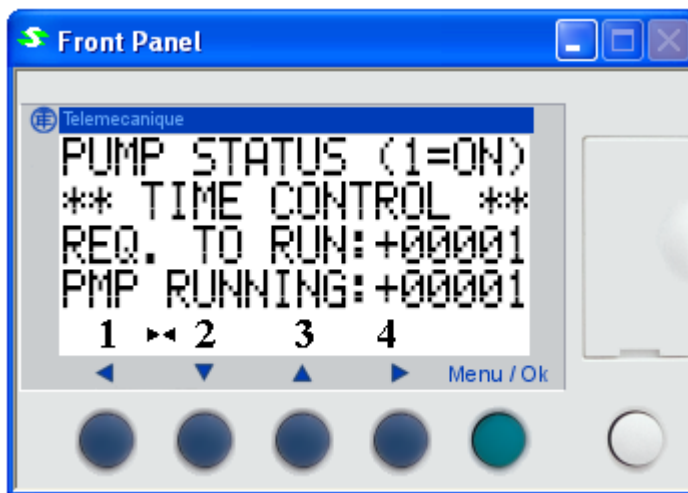 Front Panel
Telemecanique
PUMP STATUS (1=ON)
** TIME CONTROL **
REQ. TO RUN:+00001
PMP RUNNING:+00001
1 2 3 4
Menu / Ok